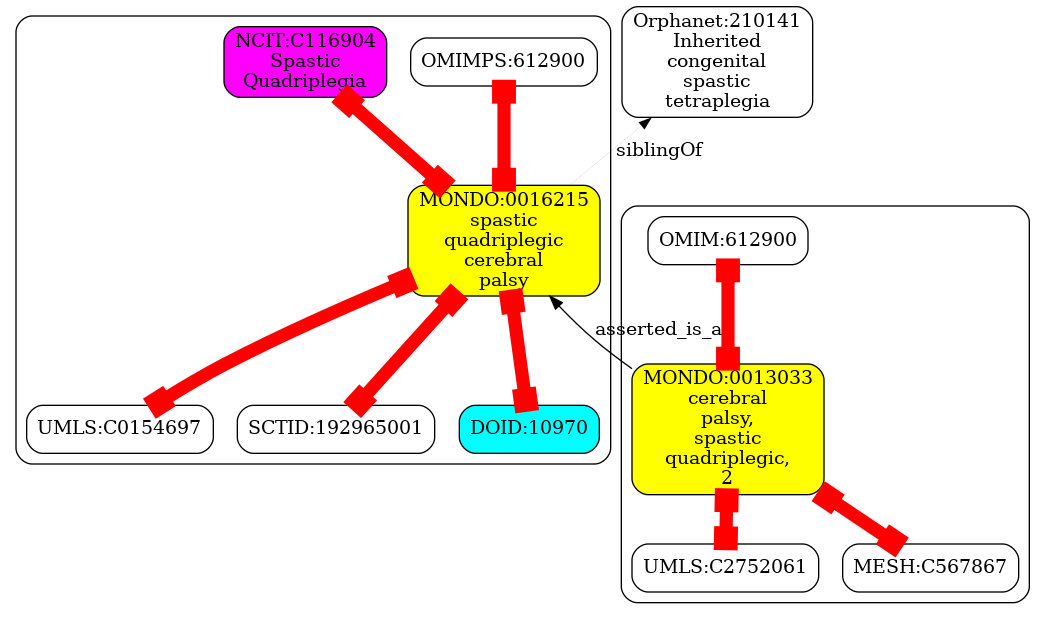 NCIT:C116904
Spastic
Quadriplegia
OMIMPS:612900
Orphanet:210141
Inherited
congenital
spastic
tetraplegia
siblingOf
MONDO:0016215
spastic
quadriplegic
cerebral
palsy
OMIM:612900
asserted_is_a
MONDO:0013033
cerebral
palsy,
spastic
quadriplegic,
2
UMLS:C0154697
SCTID:192965001
DOID:10970
UMLS:C2752061
MESH:C567867